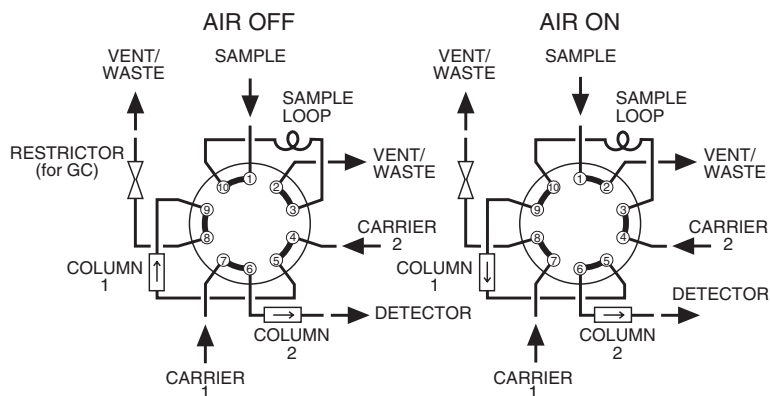 AIR OFF
VENT/
WASTE
SAMPLE
SAMPLE
LOOP
RESTRICTOR
(for GC)
VENT/
WASTE
10
1
2
3
9
8
4
7
6
5
CARRIER
2
COLUMN
1
DETECTOR
COLUMN
2
CARRIER
1
AIR ON
VENT/
WASTE
SAMPLE
SAMPLE
LOOP
VENT/
WASTE
10
1
2
3
9
8
4
7
6
5
CARRIER
2
COLUMN
1
DETECTOR
COLUMN
2
CARRIER
1